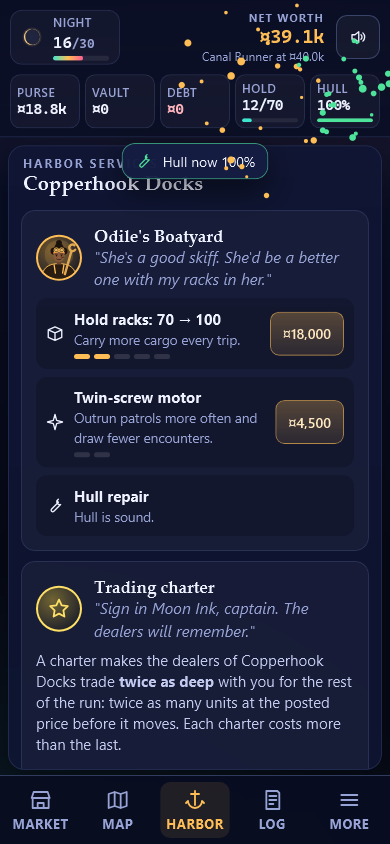 NIGHT
16/30
NET WORTH
¤39.1k
Canal Runner at ¤40.0k
PURSE
¤18.8k
VAULT
¤0
DEBT
¤0
HOLD
12/70
HULL
100%
Hull now 100%
HARBOR SERV
Copperhook Docks
Odile's Boatyard
"She's a good skiff. She'd be a better
one with my racks in her."
Hold racks: 70 → 100
Carry more cargo every trip.
¤18,000
Twin-screw motor
Outrun patrols more often and
draw fewer encounters.
¤4,500
Hull repair
Hull is sound.
Trading charter
"Sign in Moon Ink, captain. The
dealers will remember."
A charter makes the dealers of Copperhook
Docks trade twice as deep with you for the rest
of the run: twice as many units at the posted
price before it moves. Each charter costs more
than the last.
MARKET
MAP
HARBOR
LOG
MORE